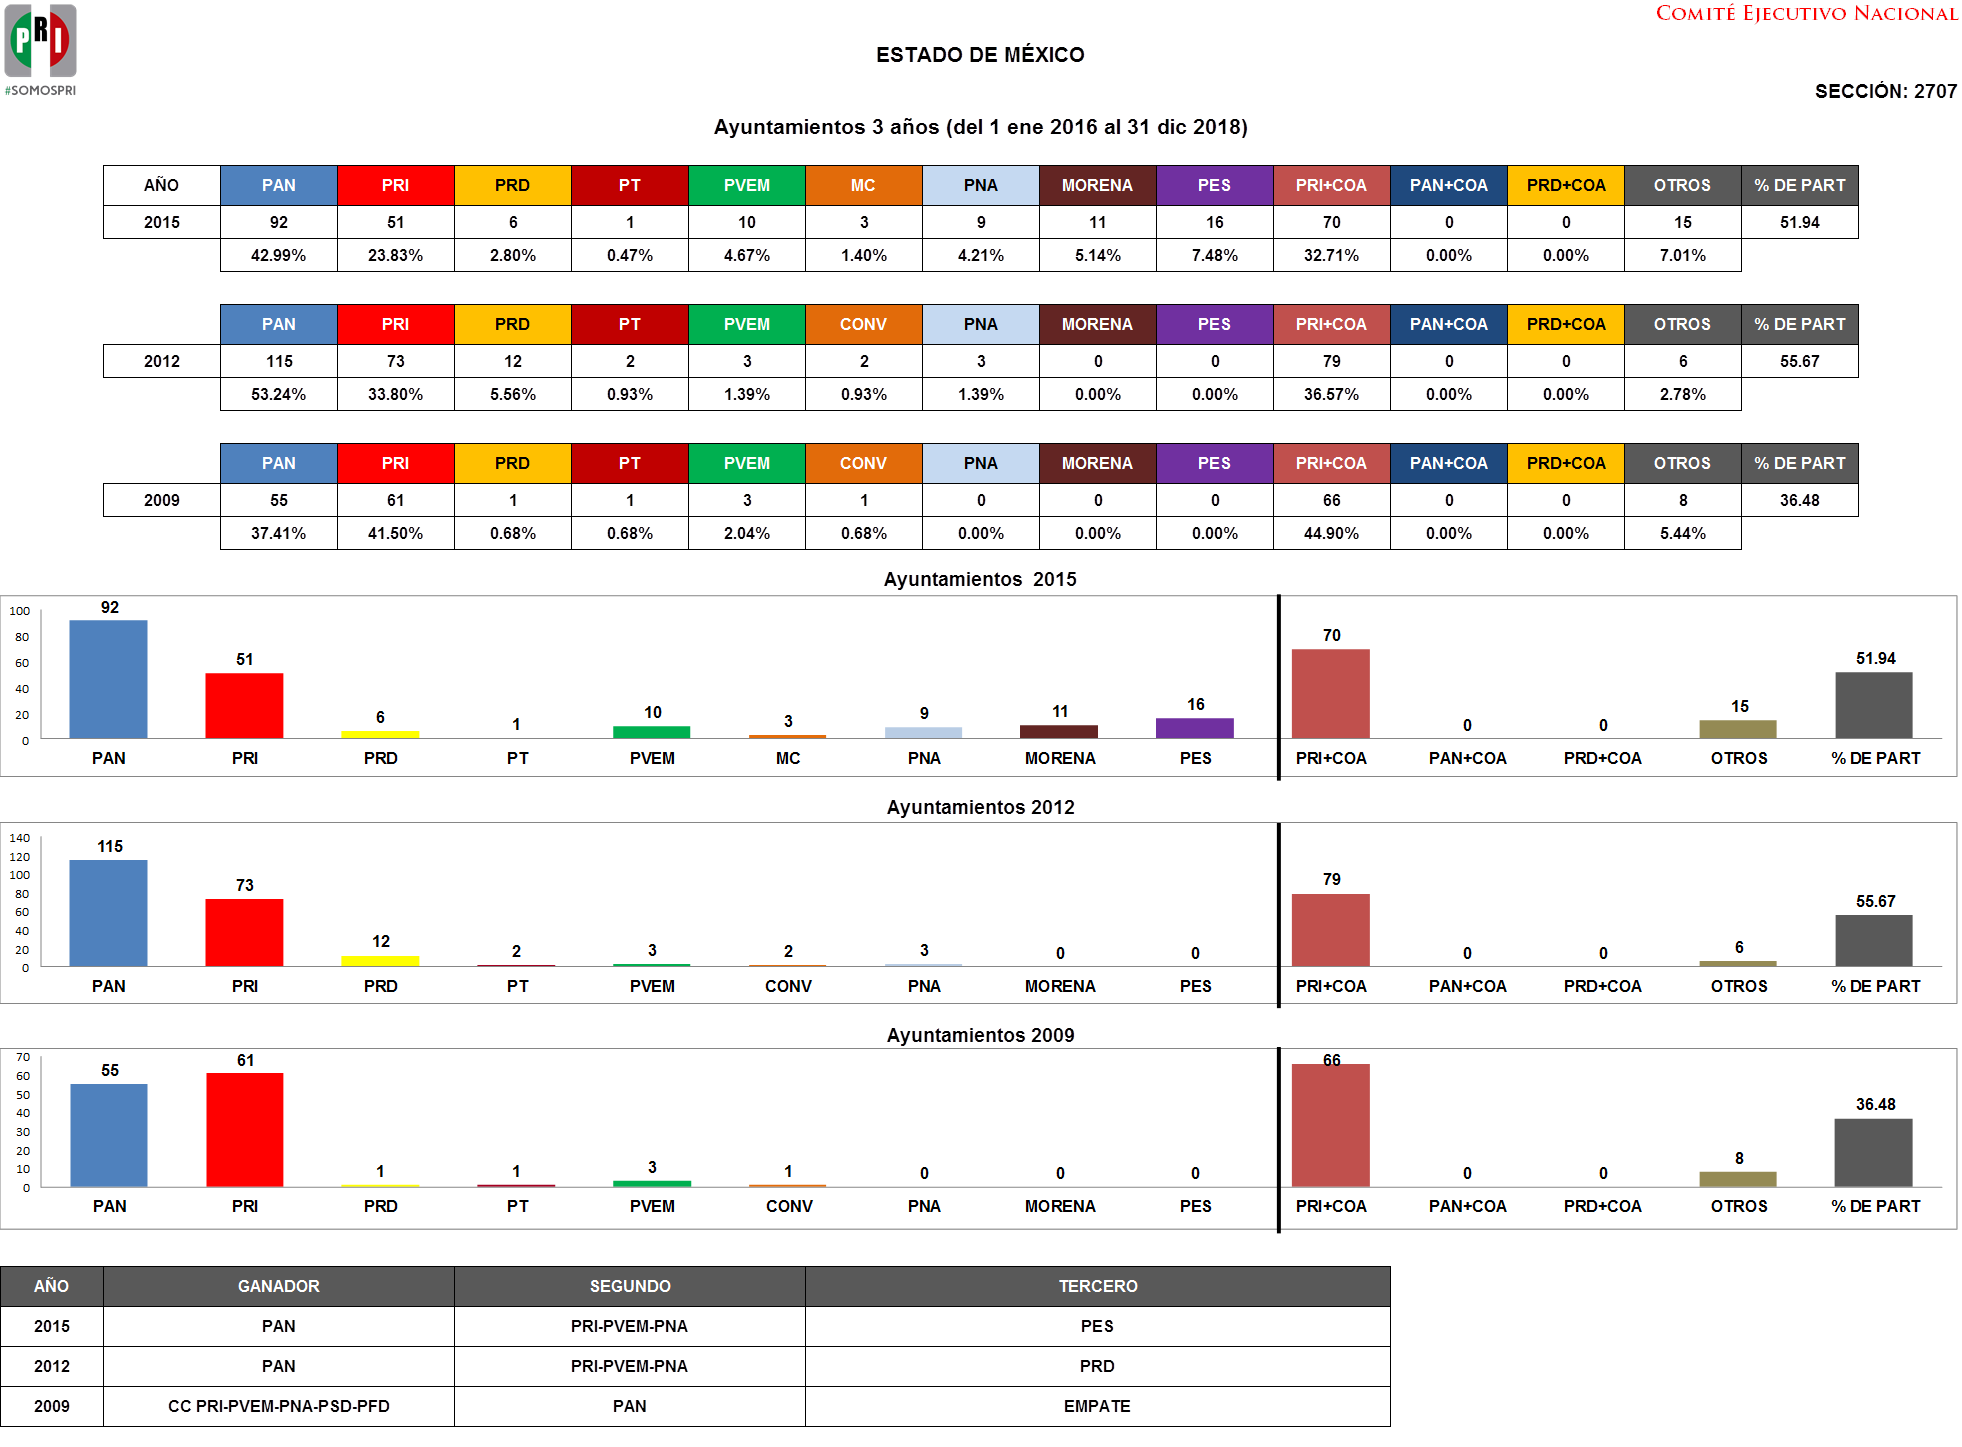 PRI
#SOMOSPRI
COMITÉ EJECUTIVO NACIONAL
ESTADO DE MÉXICO
SECCIÓN: 2707
Ayuntamientos 3 años (del 1 ene 2016 al 31 dic 2018)
AÑO PAN PRI PRD PT PVEM MC PNA MORENA PES PRI+COA PAN+COA PRD+COA OTROS % DE PART
2015 92 51 6 1 10 3 9 11 16 70 0 0 15 51.94
42.99% 23.83% 2.80% 0.47% 4.67% 1.40% 4.21% 5.14% 7.48% 32.71% 0.00% 0.00% 7.01%
PAN PRI PRD PT PVEM CONV PNA MORENA PES PRI+COA PAN+COA PRD+COA OTROS % DE PART
2012 115 73 12 2 3 2 3 0 0 79 0 0 6 55.67
53.24% 33.80% 5.56% 0.93% 1.39% 0.93% 1.39% 0.00% 0.00% 36.57% 0.00% 0.00% 2.78%
PAN PRI PRD PT PVEM CONV PNA MORENA PES PRI+COA PAN+COA PRD+COA OTROS % DE PART
2009 55 61 1 1 3 1 0 0 0 66 0 0 8 36.48
37.41% 41.50% 0.68% 0.68% 2.04% 0.68% 0.00% 0.00% 0.00% 44.90% 0.00% 0.00% 5.44%
Ayuntamientos 2015
100
80
60
40
20
0
92 51 6 1 10 3 9 11 16 70 0 0 15 51.94
PAN PRI PRD PT PVEM MC PNA MORENA PES PRI+COA PAN+COA PRD+COA OTROS % DE PART
Ayuntamientos 2012
140
120
100
80
60
40
20
0
115 73 12 2 3 2 3 0 0 79 0 0 6 55.67
PAN PRI PRD PT PVEM CONV PNA MORENA PES PRI+COA PAN+COA PRD+COA OTROS % DE PART
Ayuntamientos 2009
70
60
50
40
30
20
10
0
55 61 1 1 3 1 0 0 0 66 0 0 8 36.48
PAN PRI PRD PT PVEM CONV PNA MORENA PES PRI+COA PAN+COA PRD+COA OTROS % DE PART
AÑO GANADOR SEGUNDO TERCERO
2015 PAN PRI-PVEM-PNA PES
2012 PAN PRI-PVEM-PNA PRD
2009 CC PRI-PVEM-PNA-PSD-PFD PAN EMPATE